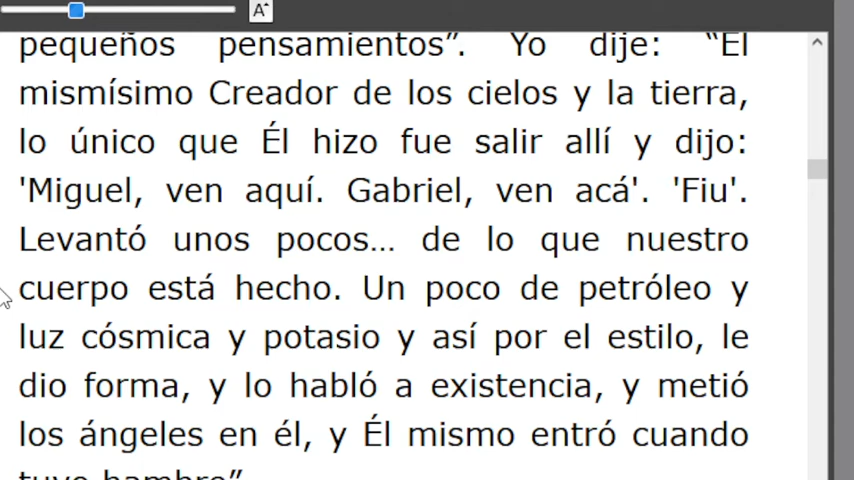 A
pequeños pensamientos”. Yo dije: “El
mismísimo Creador de los cielos y la tierra,
lo único que Él hizo fue salir allí y dijo:
'Miguel, ven aquí. Gabriel, ven acá'. 'Fiu'.
Levantó unos pocos… de lo que nuestro
cuerpo está hecho. Un poco de petróleo y
luz cósmica y potasio y así por el estilo, le
dio forma, y lo habló a existencia, y metió
los ángeles en él, y Él mismo entró cuando
tuvo hambre”